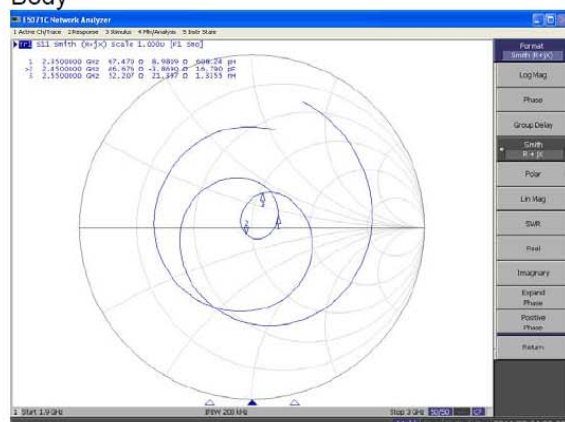 Body
E5071C Network Analyzer
1 Active Ch/Trace 2 Response 3 Stimulus 4 Mkr/Analysis 5 Instr State
Tr1 S11 Smith (R+jX) Scale 1.000U [F1 Smo]
1 2.3500000 GHz 67.479 Ω 8.9809 Ω 608.24 pH
>2 2.4500000 GHz 46.676 Ω -3.8690 Ω 16.790 pF
3 2.5500000 GHz 52.207 Ω 21.397 Ω 1.3155 nH
Format
Smith (R+jX)
Log Mag
Phase
Group Delay
Smith
R + jX
Polar
Lin Mag
SWR
Real
Imaginary
Expand
Phase
Positive
Phase
Return
1 Start 1.9 GHz IFBW 200 kHz Stop 3 GHz